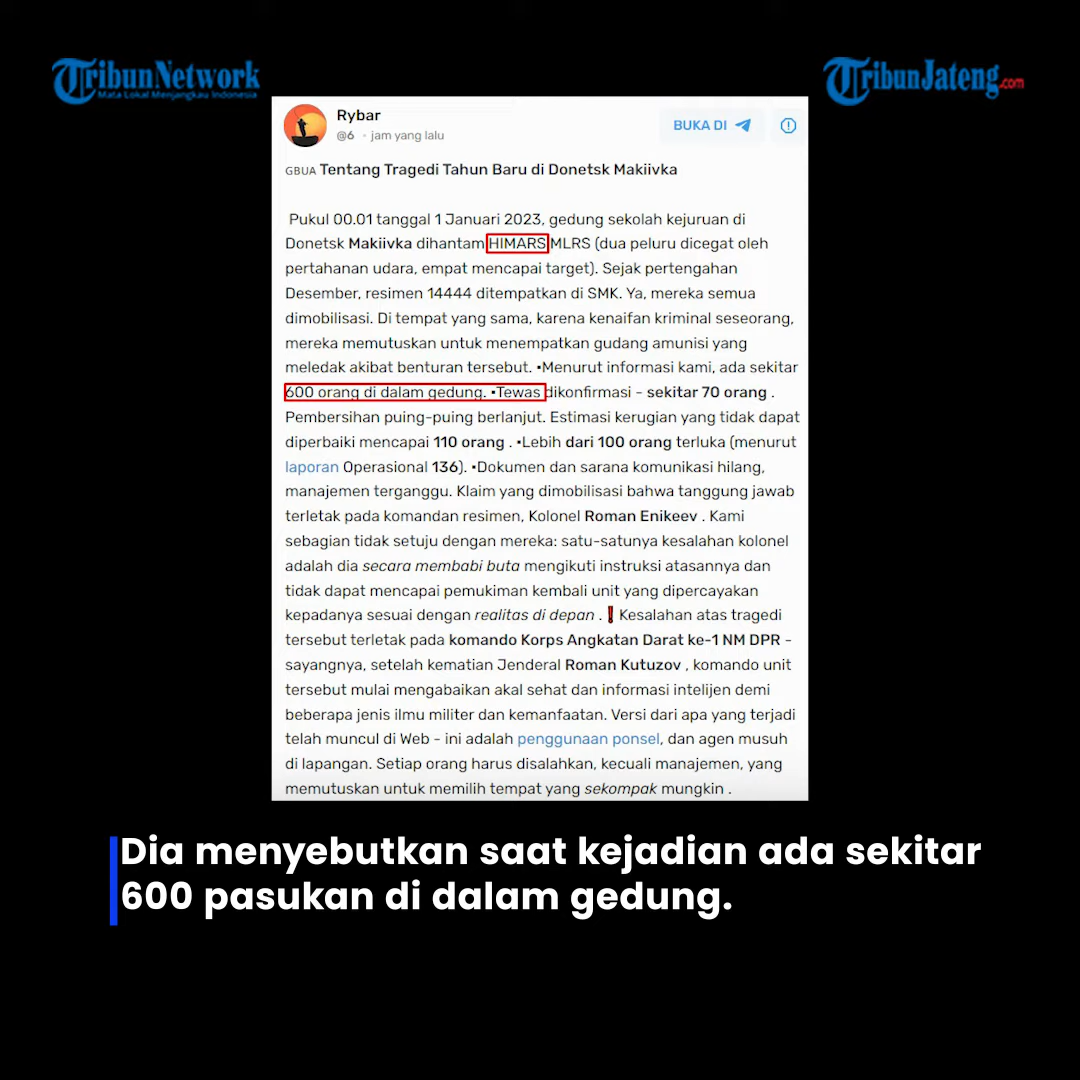 TribunNetwork
Mata Lokal Menjangkau Indonesia
TribunJateng.com
Rybar
@6 · jam yang lalu
BUKA DI
GBUA Tentang Tragedi Tahun Baru di Donetsk Makiivka
Pukul 00.01 tanggal 1 Januari 2023, gedung sekolah kejuruan di
Donetsk Makiivka dihantam HIMARS MLRS (dua peluru dicegat oleh
pertahanan udara, empat mencapai target). Sejak pertengahan
Desember, resimen 14444 ditempatkan di SMK. Ya, mereka semua
dimobilisasi. Di tempat yang sama, karena kenaifan kriminal seseorang,
mereka memutuskan untuk menempatkan gudang amunisi yang
meledak akibat benturan tersebut. ▪Menurut informasi kami, ada sekitar
600 orang di dalam gedung. ▪Tewas dikonfirmasi - sekitar 70 orang .
Pembersihan puing-puing berlanjut. Estimasi kerugian yang tidak dapat
diperbaiki mencapai 110 orang . ▪Lebih dari 100 orang terluka (menurut
laporan Operasional 136). ▪Dokumen dan sarana komunikasi hilang,
manajemen terganggu. Klaim yang dimobilisasi bahwa tanggung jawab
terletak pada komandan resimen, Kolonel Roman Enikeev . Kami
sebagian tidak setuju dengan mereka: satu-satunya kesalahan kolonel
adalah dia secara membabi buta mengikuti instruksi atasannya dan
tidak dapat mencapai pemukiman kembali unit yang dipercayakan
kepadanya sesuai dengan realitas di depan . ❗Kesalahan atas tragedi
tersebut terletak pada komando Korps Angkatan Darat ke-1 NM DPR -
sayangnya, setelah kematian Jenderal Roman Kutuzov , komando unit
tersebut mulai mengabaikan akal sehat dan informasi intelijen demi
beberapa jenis ilmu militer dan kemanfaatan. Versi dari apa yang terjadi
telah muncul di Web - ini adalah penggunaan ponsel, dan agen musuh
di lapangan. Setiap orang harus disalahkan, kecuali manajemen, yang
memutuskan untuk memilih tempat yang sekompak mungkin .
Dia menyebutkan saat kejadian ada sekitar
600 pasukan di dalam gedung.